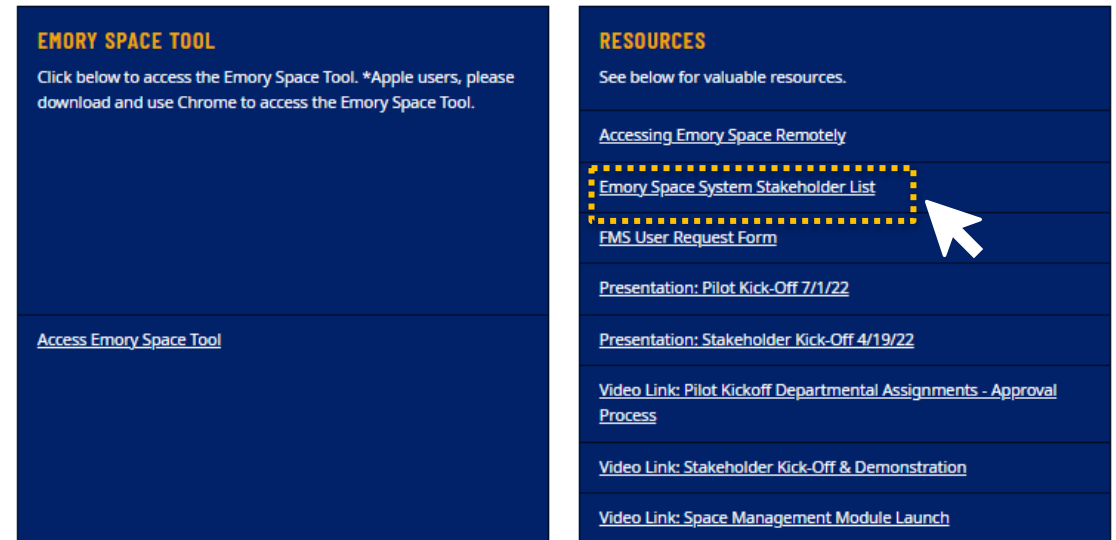 EMORY SPACE TOOL
Click below to access the Emory Space Tool. *Apple users, please
download and use Chrome to access the Emory Space Tool.
Access Emory Space Tool
RESOURCES
See below for valuable resources.
Accessing Emory Space Remotely
Emory Space System Stakeholder List
FMS User Request Form
Presentation: Pilot Kick-Off 7/1/22
Presentation: Stakeholder Kick-Off 4/19/22
Video Link: Pilot Kickoff Departmental Assignments - Approval
Process
Video Link: Stakeholder Kick-Off & Demonstration
Video Link: Space Management Module Launch